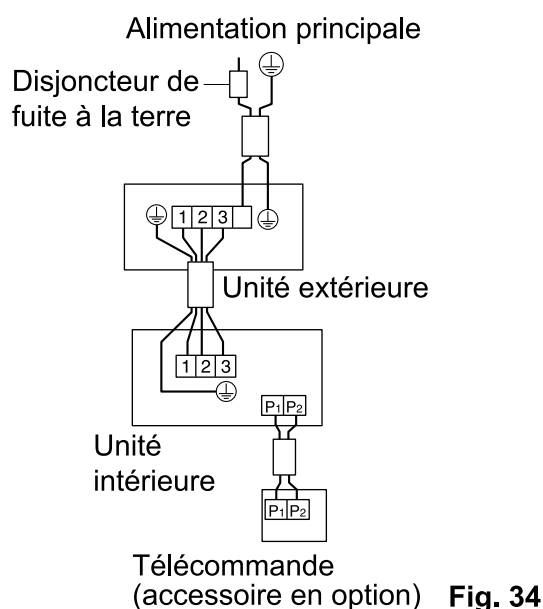 Alimentation principale
Disjoncteur de
fuite à la terre
1 2 3
Unité extérieure
1 2 3
P1 P2
Unité
intérieure
P1 P2
Télécommande
(accessoire en option) Fig. 34